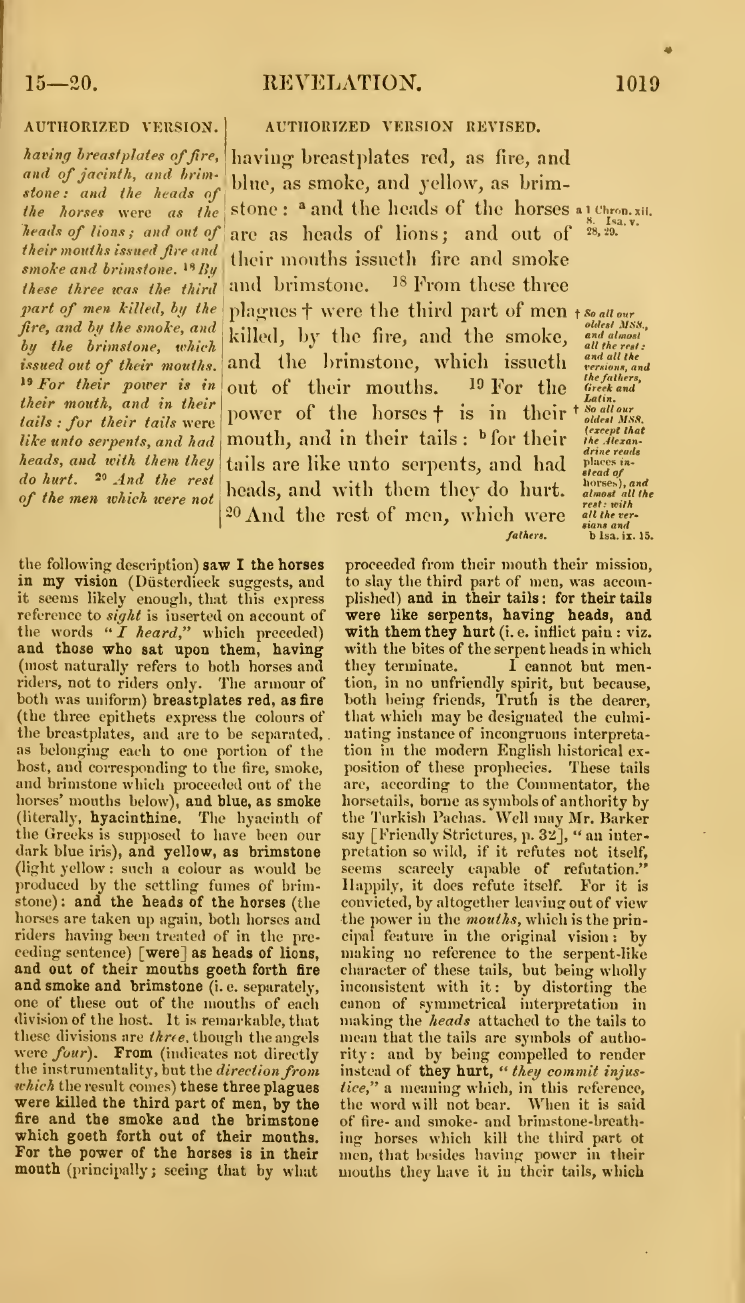 15—20.
REVELATION.
1019
AUTHORIZED VERSION.
having breastplates of fire,
and of jacinth, and brim-
stone: and the heads of
the horses were as the
heads of lions; and out of
their mouths issued fire and
smoke and brimstone. 18 By
these three was the third
part of men killed, by the
fire, and by the smoke, and
by the brimstone, which
issued out of their mouths.
19 For their power is in
their mouth, and in their
tails: for their tails were
like unto serpents, and had
heads, and with them they
do hurt. 20 And the rest
of the men which were not
AUTHORIZED VERSION REVISED.
having breastplates red, as fire, and
blue, as smoke, and yellow, as brim-
stone: a and the heads of the horses
are as heads of lions; and out of
their mouths issueth fire and smoke
and brimstone. 18 From these three
plagues † were the third part of men
killed, by the fire, and the smoke,
and the brimstone, which issueth
out of their mouths. 19 For the
power of the horses † is in their
mouth, and in their tails: b for their
tails are like unto serpents, and had
heads, and with them they do hurt.
20 And the rest of men, which were
a 1 Chron. xii.
8. Isa. v.
28, 29.
† So all our
oldest MSS.,
and almost
all the rest:
and all the
versions, and
the fathers,
Greek and
Latin.
† So all our
oldest MSS.
(except that
the Alexan-
drine reads
places in-
stead of
horses), and
almost all the
rest: with
all the ver-
sians and
fathers.
b Isa. ix. 15.
the following description) saw I the horses
in my vision (Düsterdieck suggests, and
it seems likely enough, that this express
reference to sight is inserted on account of
the words "I heard," which preceded)
and those who sat upon them, having
(most naturally refers to both horses and
riders, not to riders only. The armour of
both was uniform) breastplates red, as fire
(the three epithets express the colours of
the breastplates, and are to be separated,
as belonging each to one portion of the
host, and corresponding to the fire, smoke,
and brimstone which proceeded out of the
horses' mouths below), and blue, as smoke
(literally, hyacinthine. The hyacinth of
the Greeks is supposed to have been our
dark blue iris), and yellow, as brimstone
(light yellow: such a colour as would be
produced by the settling fumes of brim-
stone): and the heads of the horses (the
horses are taken up again, both horses and
riders having been treated of in the pre-
ceding sentence) [were] as heads of lions,
and out of their mouths goeth forth fire
and smoke and brimstone (i. e. separately,
one of these out of the mouths of each
division of the host. It is remarkable, that
these divisions are three, though the angels
were four). From (indicates not directly
the instrumentality, but the direction from
which the result comes) these three plagues
were killed the third part of men, by the
fire and the smoke and the brimstone
which goeth forth out of their mouths.
For the power of the horses is in their
mouth (principally; seeing that by what
proceeded from their mouth their mission,
to slay the third part of men, was accom-
plished) and in their tails: for their tails
were like serpents, having heads, and
with them they hurt (i. e. inflict pain: viz.
with the bites of the serpent heads in which
they terminate. I cannot but men-
tion, in no unfriendly spirit, but because,
both being friends, Truth is the dearer,
that which may be designated the culmi-
nating instance of incongruous interpreta-
tion in the modern English historical ex-
position of these prophecies. These tails
are, according to the Commentator, the
horsetails, borne as symbols of authority by
the Turkish Pachas. Well may Mr. Barker
say [Friendly Strictures, p. 32], "an inter-
pretation so wild, if it refutes not itself,
seems scarcely capable of refutation."
Happily, it does refute itself. For it is
convicted, by altogether leaving out of view
the power in the mouths, which is the prin-
cipal feature in the original vision: by
making no reference to the serpent-like
character of these tails, but being wholly
inconsistent with it: by distorting the
canon of symmetrical interpretation in
making the heads attached to the tails to
mean that the tails are symbols of autho-
rity: and by being compelled to render
instead of they hurt, "they commit injus-
tice," a meaning which, in this reference,
the word will not bear. When it is said
of fire- and smoke- and brimstone-breath-
ing horses which kill the third part of
men, that besides having power in their
mouths they have it in their tails, which